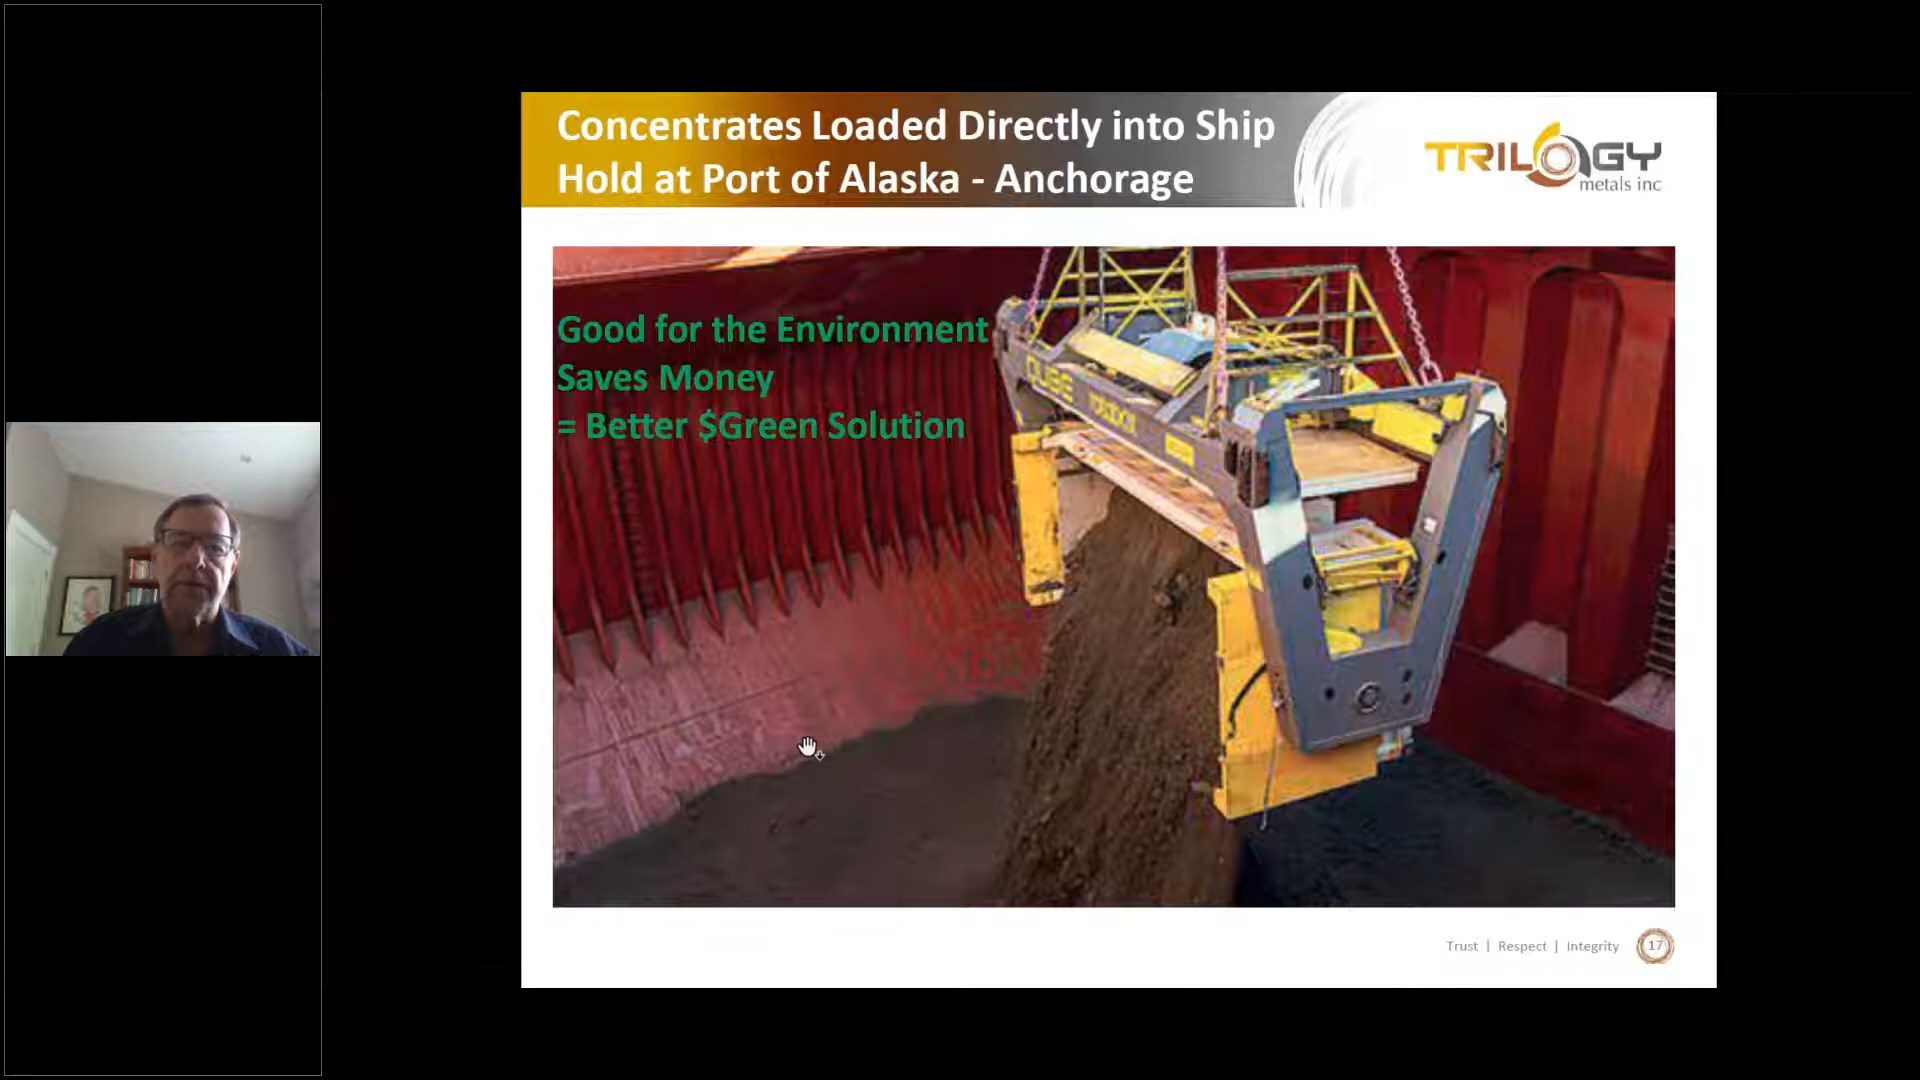 Concentrates Loaded Directly into Ship
Hold at Port of Alaska - Anchorage
TRILOGY
metals inc
Good for the Environment
Saves Money
= Better $Green Solution
QUBE
Trust | Respect | Integrity
17